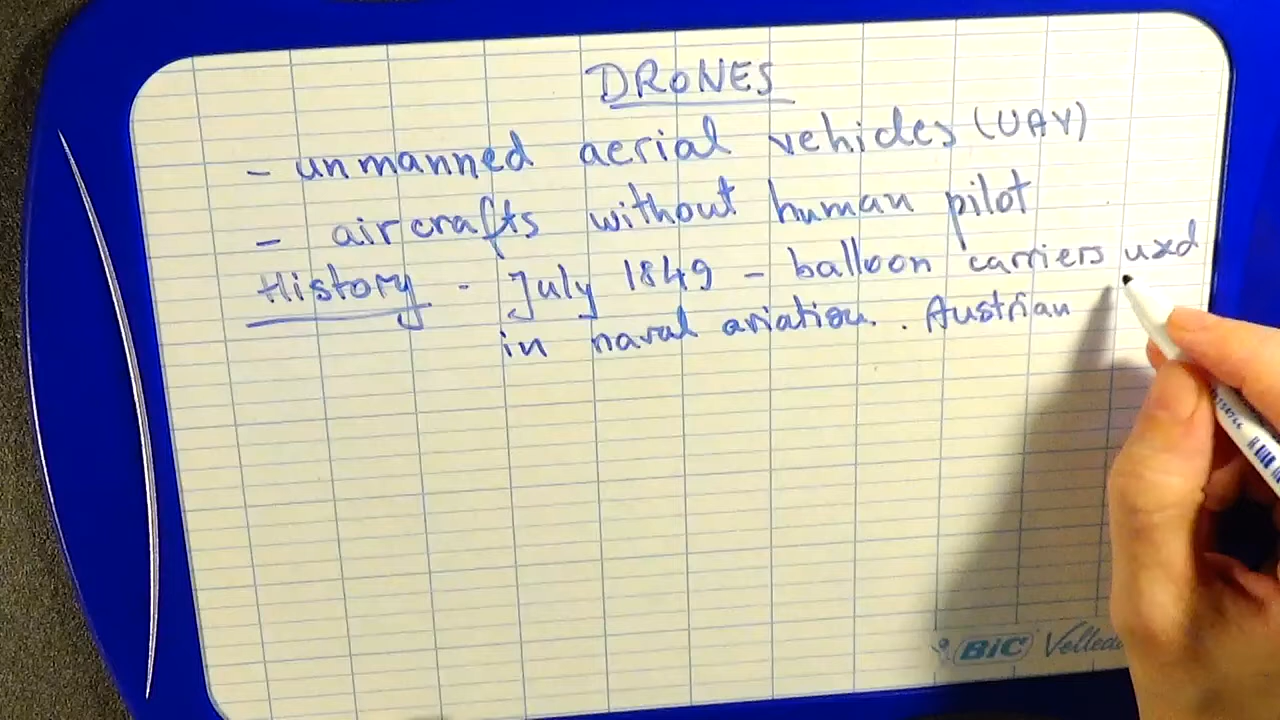 DRONES
- unmanned aerial vehicles (UAV)
- aircrafts without human pilot
History - July 1849 - balloon carriers used
in naval aviation. . Austrian
BIC Velleda